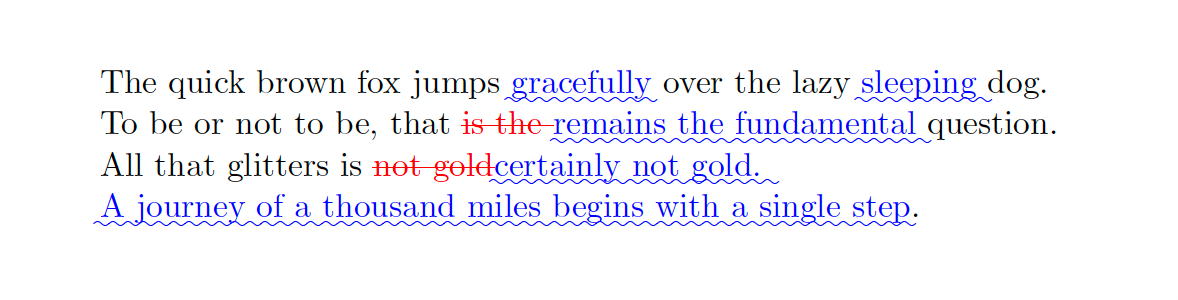 The quick brown fox jumps gracefully over the lazy sleeping dog.
To be or not to be, that is the remains the fundamental question.
All that glitters is not goldcertainly not gold.
A journey of a thousand miles begins with a single step.